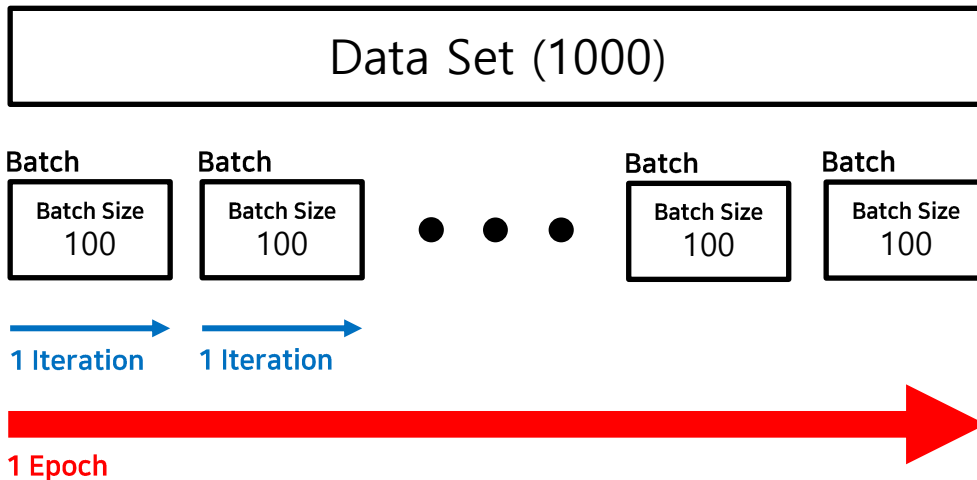 Data Set (1000)
Batch Batch Batch Batch
Batch Size Batch Size Batch Size Batch Size
100 100 100 100
1 Iteration 1 Iteration
1 Epoch